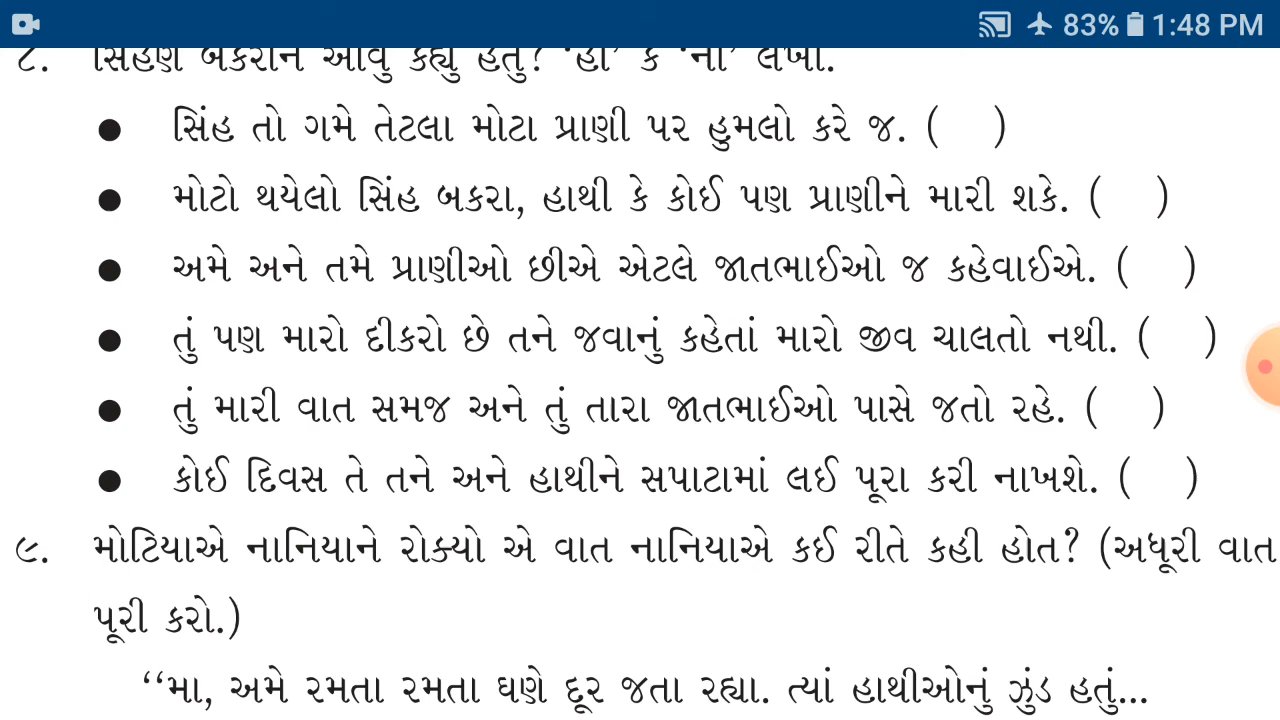 83% 1:48 PM
૮. સિંહણે બકરાને આવું કહ્યું હતું? ‘હા’ કે ‘ના’ લખો.
● સિંહ તો ગમે તેટલા મોટા પ્રાણી પર હુમલો કરે જ. ( )
● મોટો થયેલો સિંહ બકરા, હાથી કે કોઈ પણ પ્રાણીને મારી શકે. ( )
● અમે અને તમે પ્રાણીઓ છીએ એટલે જાતભાઈઓ જ કહેવાઈએ. ( )
● તું પણ મારો દીકરો છે તને જવાનું કહેતાં મારો જીવ ચાલતો નથી. ( )
● તું મારી વાત સમજ અને તું તારા જાતભાઈઓ પાસે જતો રહે. ( )
● કોઈ દિવસ તે તને અને હાથીને સપાટામાં લઈ પૂરા કરી નાખશે. ( )
૯. મોટિયાએ નાનિયાને રોક્યો એ વાત નાનિયાએ કઈ રીતે કહી હોત? (અધૂરી વાત
પૂરી કરો.)
‘‘મા, અમે રમતા રમતા ઘણે દૂર જતા રહ્યા. ત્યાં હાથીઓનું ઝુંડ હતું...